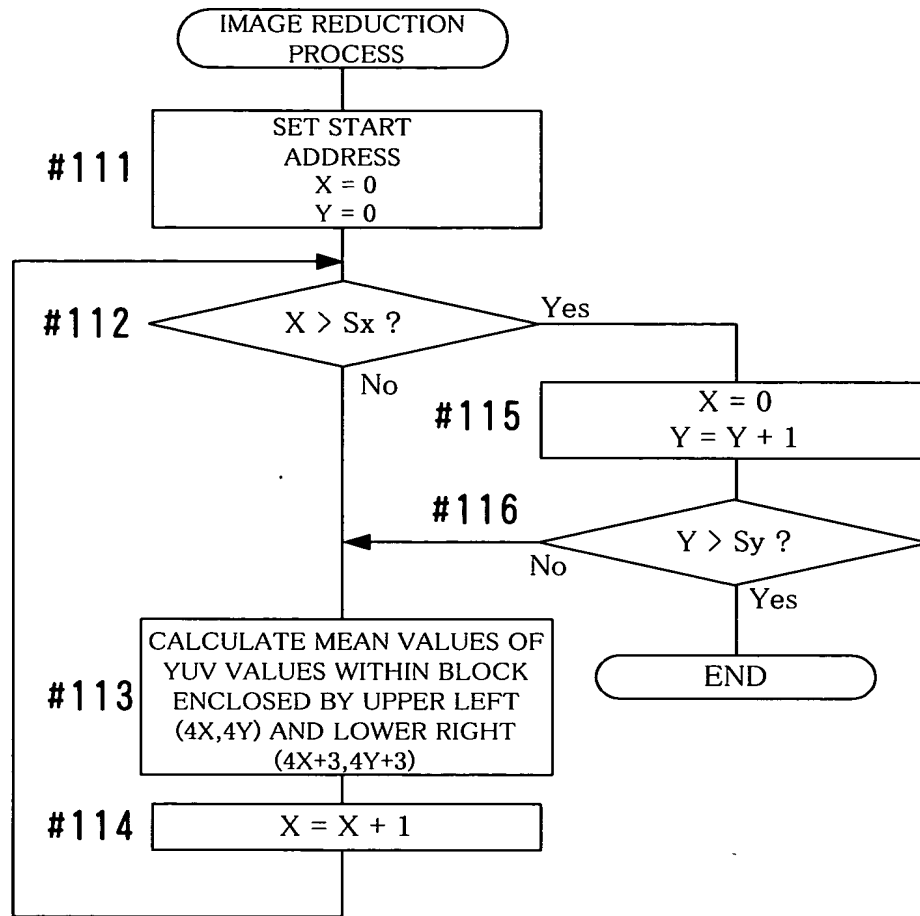 IMAGE REDUCTION
PROCESS
#111
SET START
ADDRESS
X = 0
Y = 0
#112
X > Sx ?
Yes
No
#115
X = 0
Y = Y + 1
#116
Y > Sy ?
No
Yes
#113
CALCULATE MEAN VALUES OF
YUV VALUES WITHIN BLOCK
ENCLOSED BY UPPER LEFT
(4X,4Y) AND LOWER RIGHT
(4X+3,4Y+3)
END
#114
X = X + 1